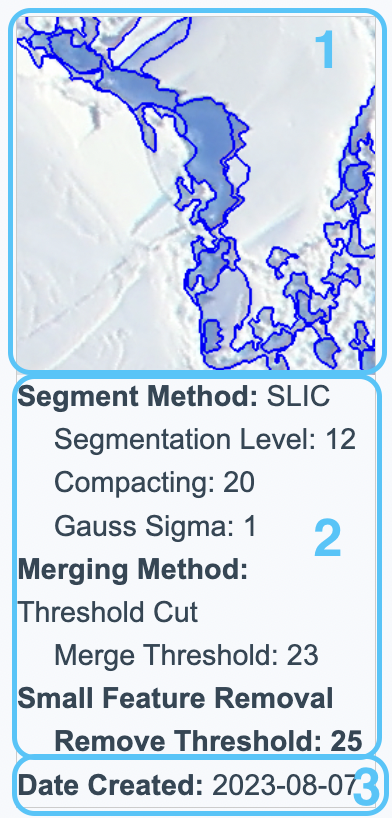 1
Segment Method: SLIC
Segmentation Level: 12
Compacting: 20
Gauss Sigma: 1
2
Merging Method:
Threshold Cut
Merge Threshold: 23
Small Feature Removal
Remove Threshold: 25
Date Created: 2023-08-07
3